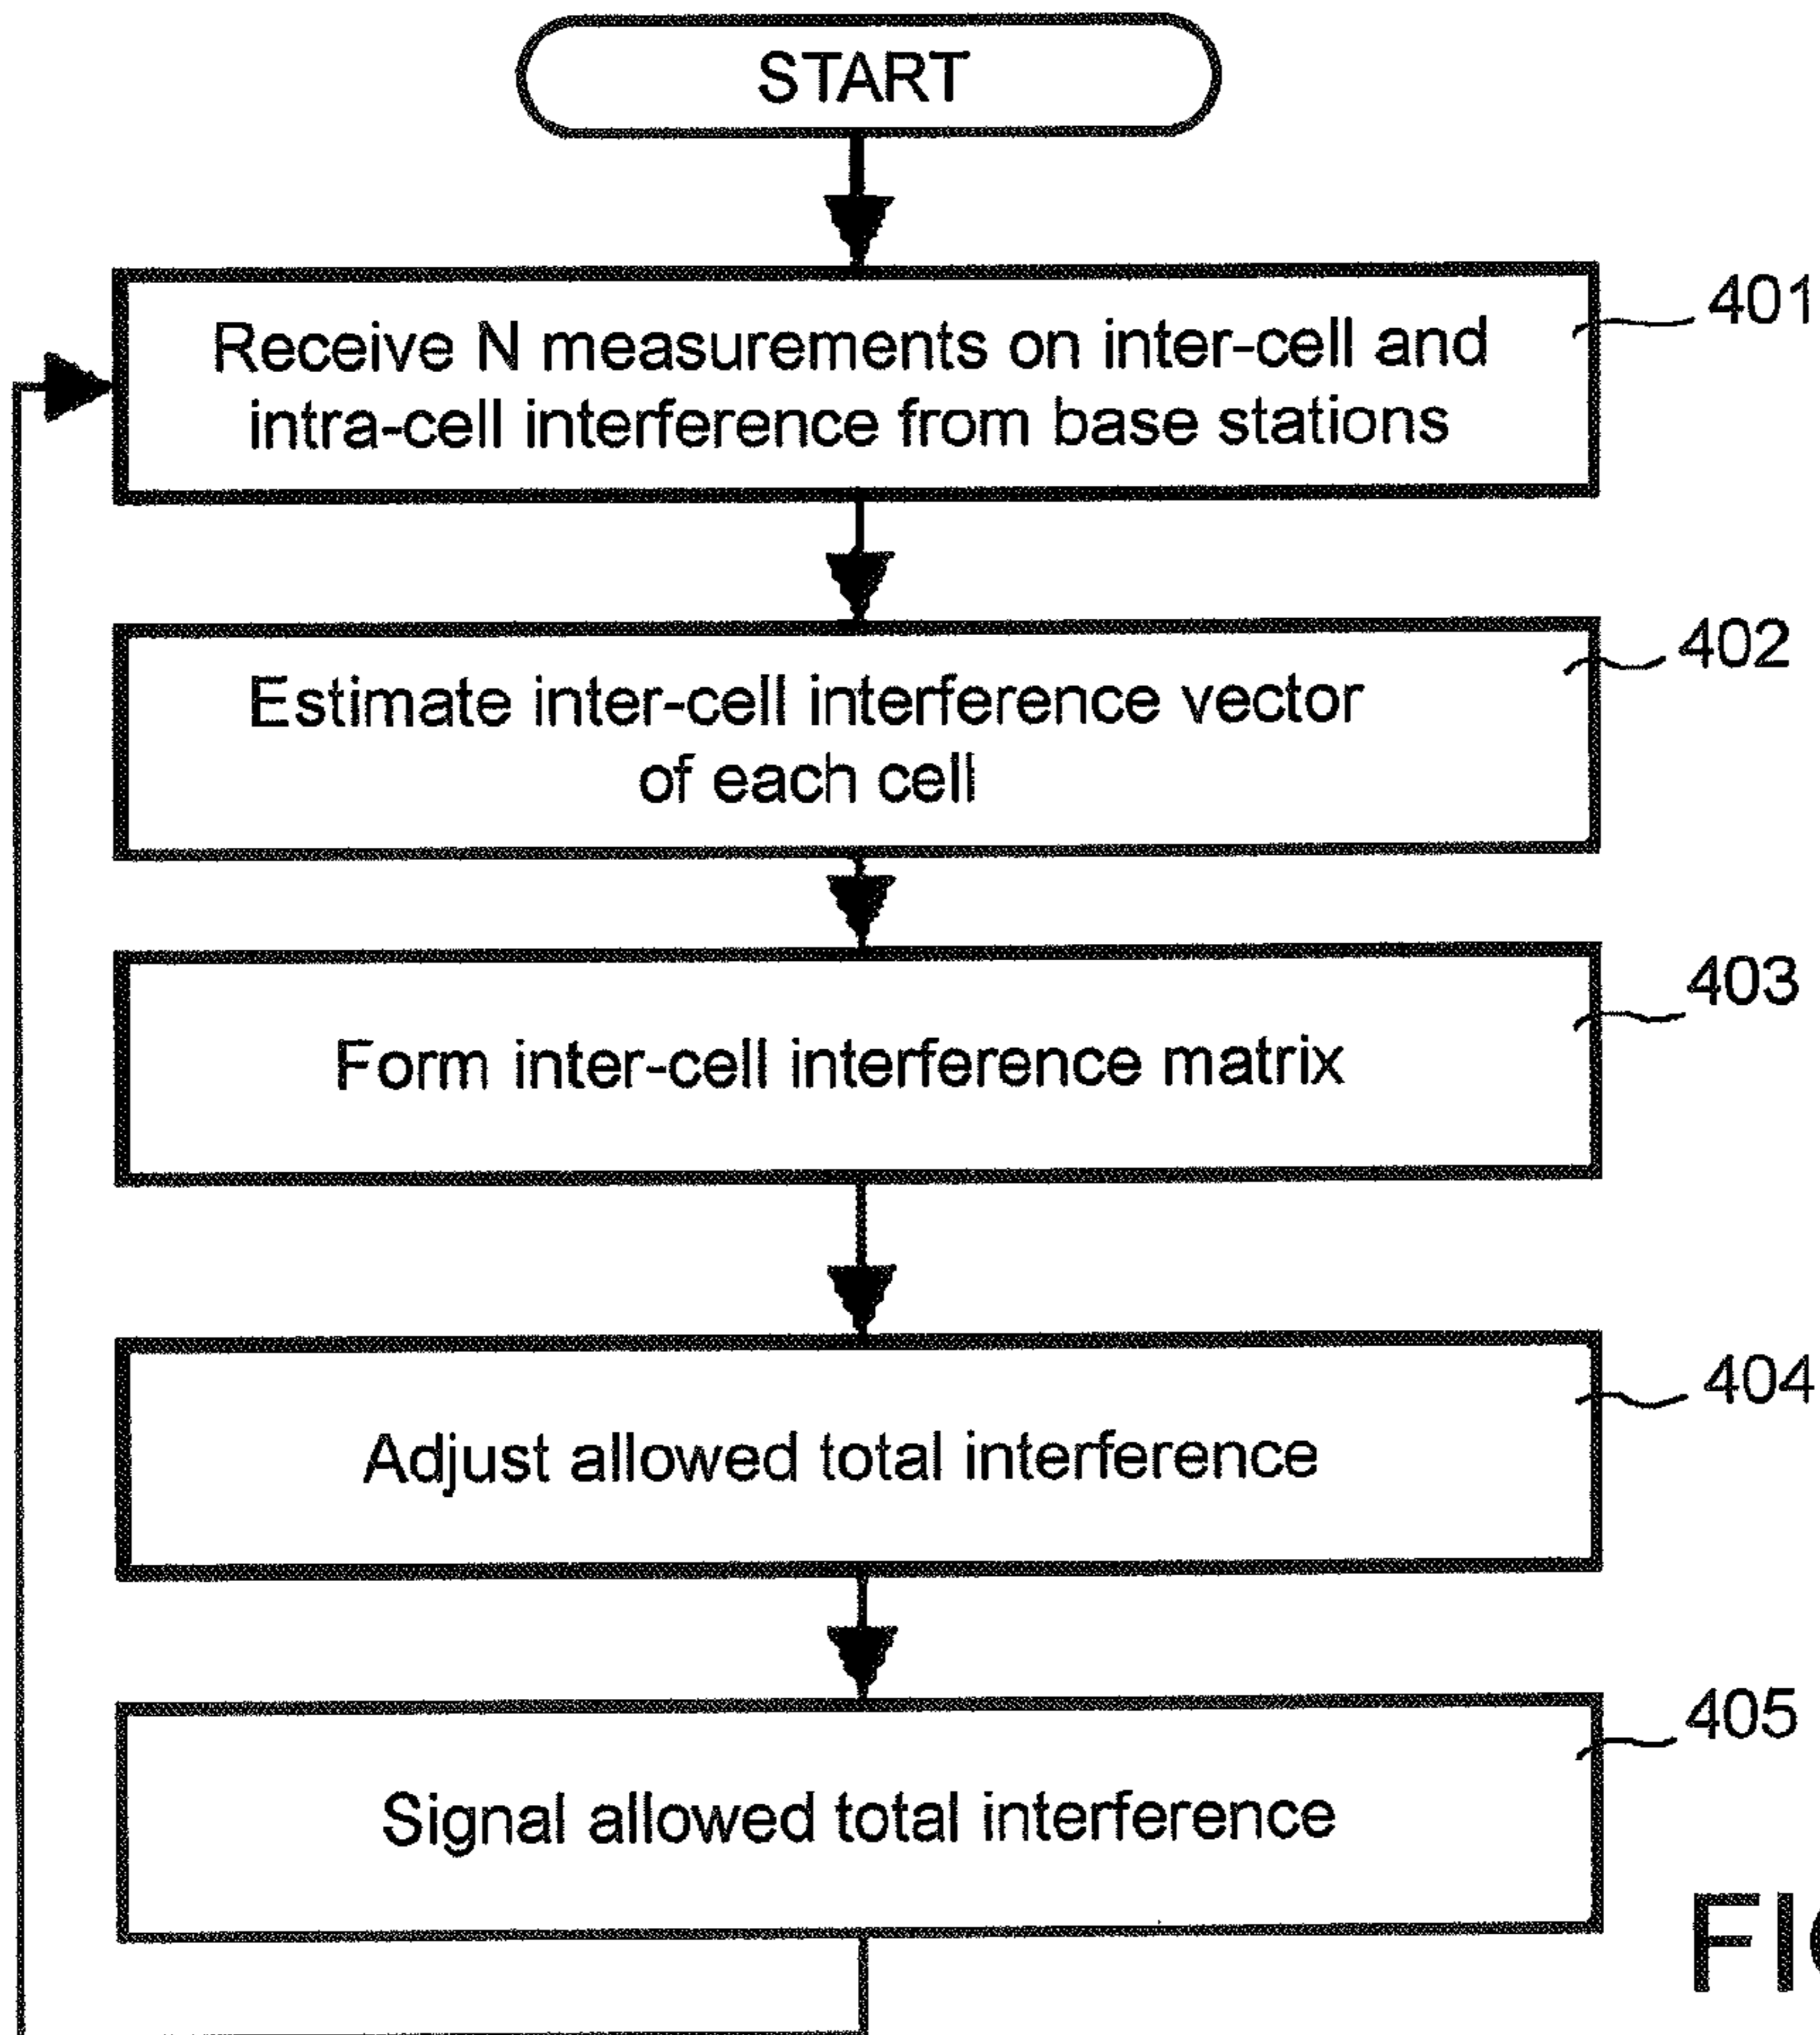 START
Receive N measurements on inter-cell and
intra-cell interference from base stations
401
Estimate inter-cell interference vector
of each cell
402
Form inter-cell interference matrix
403
Adjust allowed total interference
404
Signal allowed total interference
405